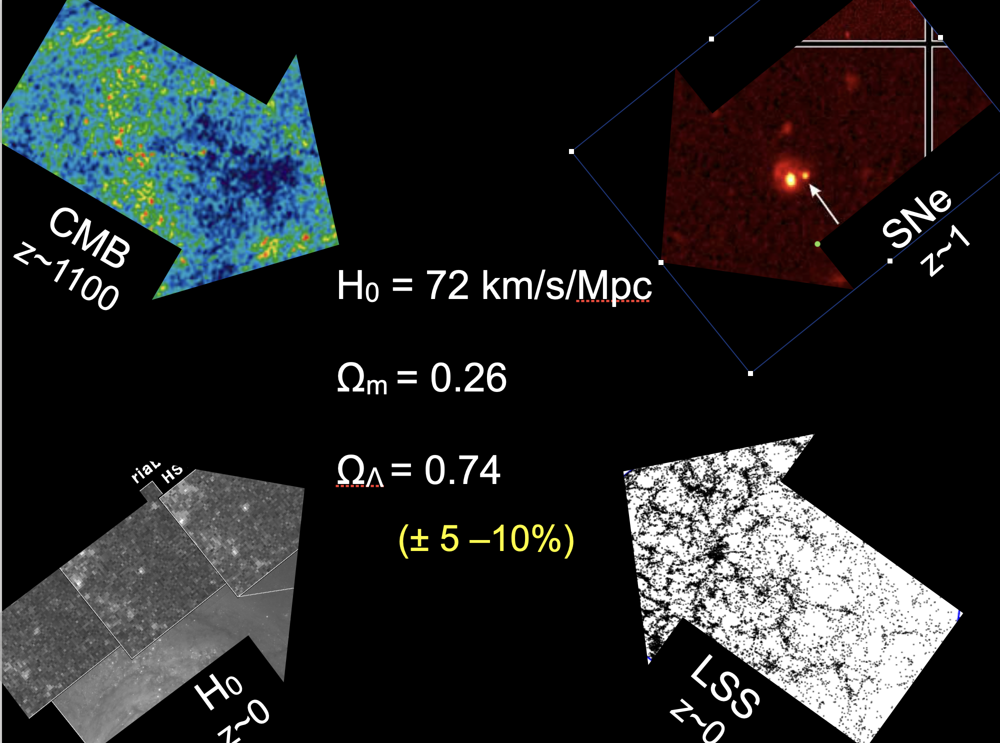 CMB
z~1100
SNe
z~1
H₀ = 72 km/s/Mpc
Ωₘ = 0.26
Ω_Λ = 0.74
(± 5 –10%)
H₀
z~0
LSS
z~0